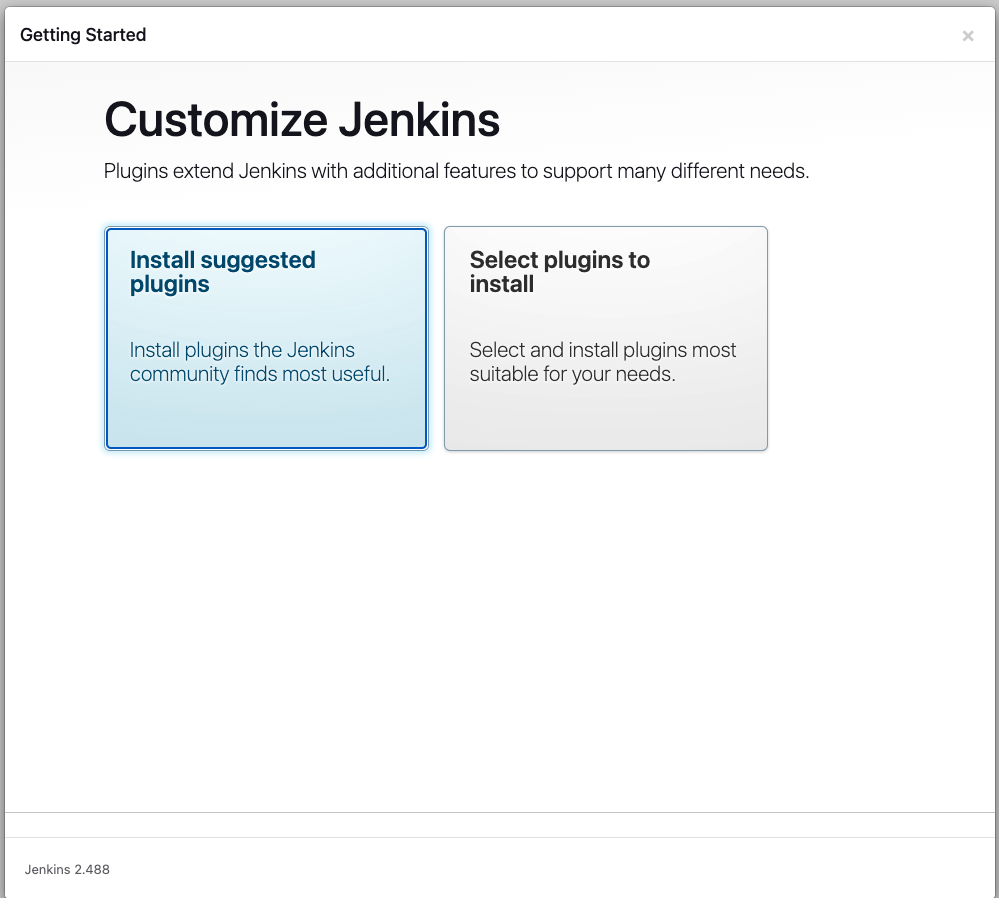 Getting Started
×
Customize Jenkins
Plugins extend Jenkins with additional features to support many different needs.
Install suggested
plugins
Install plugins the Jenkins
community finds most useful.
Select plugins to
install
Select and install plugins most
suitable for your needs.
Jenkins 2.488